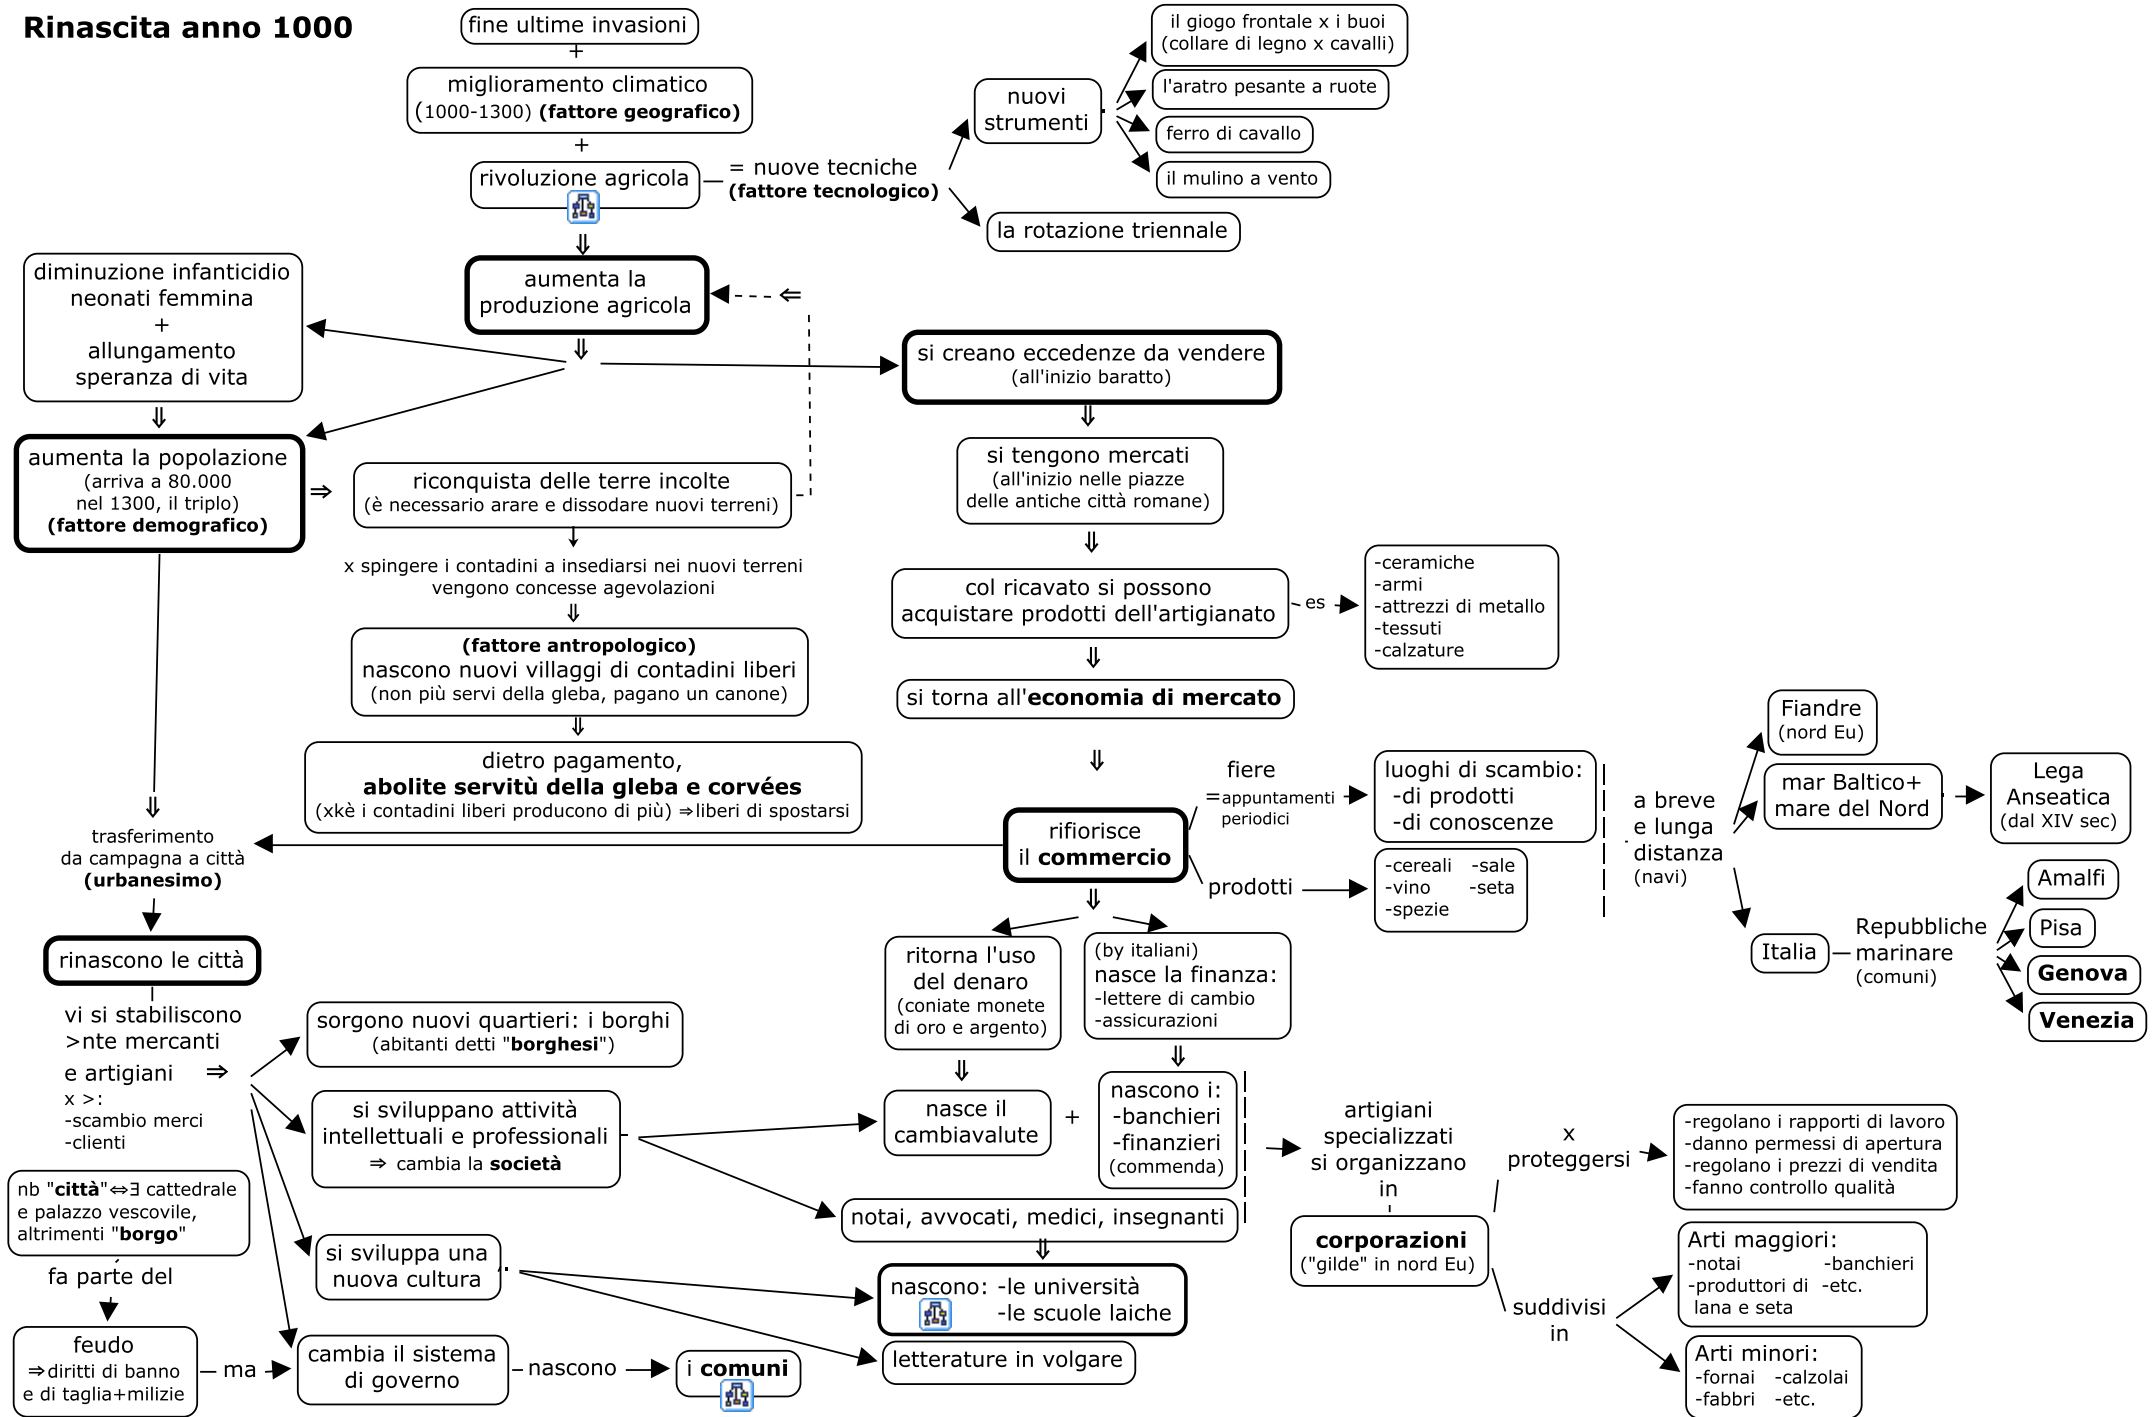 Rinascita anno 1000
fine ultime invasioni
+
miglioramento climatico
(1000-1300) (fattore geografico)
+
rivoluzione agricola
= nuove tecniche
(fattore tecnologico)
nuovi
strumenti
il giogo frontale x i buoi
(collare di legno x cavalli)
l'aratro pesante a ruote
ferro di cavallo
il mulino a vento
la rotazione triennale
⇓
aumenta la
produzione agricola
⇐
⇓
diminuzione infanticidio
neonati femmina
+
allungamento
speranza di vita
⇓
aumenta la popolazione
(arriva a 80.000
nel 1300, il triplo)
(fattore demografico)
⇒
riconquista delle terre incolte
(è necessario arare e dissodare nuovi terreni)
x spingere i contadini a insediarsi nei nuovi terreni
vengono concesse agevolazioni
⇓
(fattore antropologico)
nascono nuovi villaggi di contadini liberi
(non più servi della gleba, pagano un canone)
⇓
dietro pagamento,
abolite servitù della gleba e corvées
(xkè i contadini liberi producono di più) ⇒liberi di spostarsi
si creano eccedenze da vendere
(all'inizio baratto)
⇓
si tengono mercati
(all'inizio nelle piazze
delle antiche città romane)
⇓
col ricavato si possono
acquistare prodotti dell'artigianato
es
-ceramiche
-armi
-attrezzi di metallo
-tessuti
-calzature
⇓
si torna all'economia di mercato
⇓
rifiorisce
il commercio
fiere
=appuntamenti
periodici
luoghi di scambio:
-di prodotti
-di conoscenze
prodotti
-cereali -sale
-vino -seta
-spezie
a breve
e lunga
distanza
(navi)
Fiandre
(nord Eu)
mar Baltico+
mare del Nord
Lega
Anseatica
(dal XIV sec)
Italia
Repubbliche
marinare
(comuni)
Amalfi
Pisa
Genova
Venezia
⇓
trasferimento
da campagna a città
(urbanesimo)
rinascono le città
vi si stabiliscono
>nte mercanti
e artigiani ⇒
x >:
-scambio merci
-clienti
nb "città"⇔∃ cattedrale
e palazzo vescovile,
altrimenti "borgo"
fa parte del
feudo
⇒diritti di banno
e di taglia+milizie
ma
sorgono nuovi quartieri: i borghi
(abitanti detti "borghesi")
si sviluppano attività
intellettuali e professionali
⇒ cambia la società
si sviluppa una
nuova cultura
cambia il sistema
di governo
nascono
i comuni
⇓
ritorna l'uso
del denaro
(coniate monete
di oro e argento)
(by italiani)
nasce la finanza:
-lettere di cambio
-assicurazioni
⇓
⇓
nasce il
cambiavalute
+
nascono i:
-banchieri
-finanzieri
(commenda)
notai, avvocati, medici, insegnanti
⇓
nascono: -le università
-le scuole laiche
letterature in volgare
artigiani
specializzati
si organizzano
in
corporazioni
("gilde" in nord Eu)
x
proteggersi
-regolano i rapporti di lavoro
-danno permessi di apertura
-regolano i prezzi di vendita
-fanno controllo qualità
suddivisi
in
Arti maggiori:
-notai -banchieri
-produttori di -etc.
lana e seta
Arti minori:
-fornai -calzolai
-fabbri -etc.